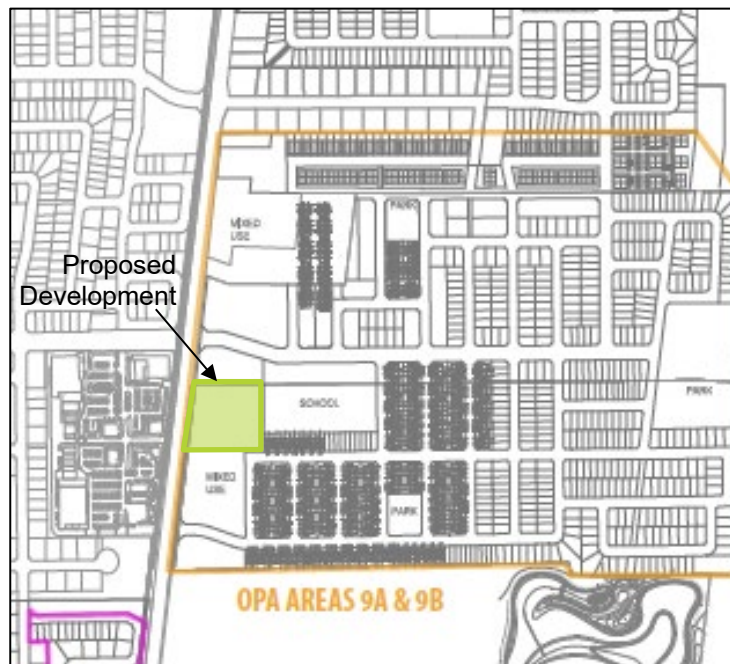 PARK
MIXED
USE
Proposed
Development
SCHOOL
PARK
MIXED
USE
PARK
OPA AREAS 9A & 9B